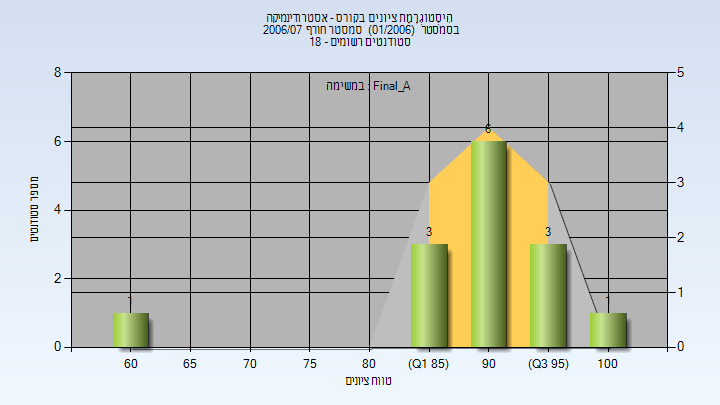 הִיסְטוֹגְרַמַת ציונים בקורס - אסטרודינמיקה
בסמסטר (01/2006) סמסטר חורף 2006/07
סטודנטים רשומים - 18
במשימה : Final_A
8
6
4
2
0
5
4
3
2
1
0
מספר סטודנטים
1
3
6
3
1
60
65
70
75
80
(Q1 85)
90
(Q3 95)
100
טווח ציונים